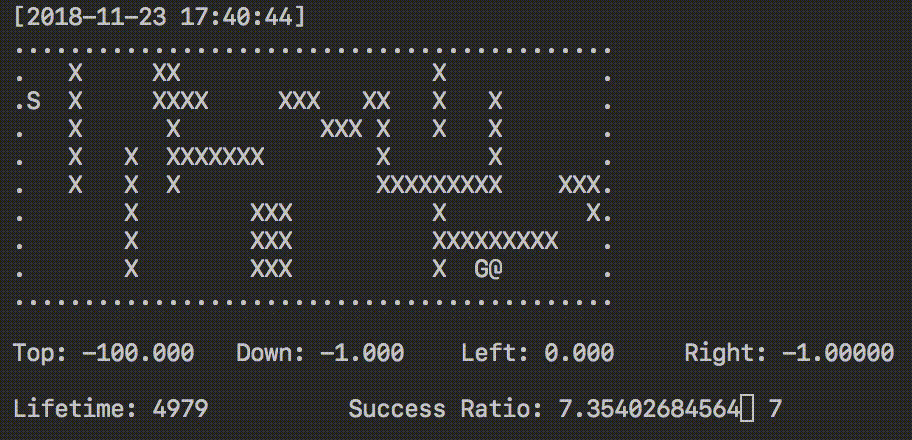 [2018-11-23 17:40:44]
...........................................
.   X     XX                  X           .
.S  X     XXXX     XXX   XX   X   X       .
.   X      X          XXX X   X   X       .
.   X   X  XXXXXXX        X       X       .
.   X   X  X              XXXXXXXXX    XXX.
.       X        XXX          X          X.
.       X        XXX          XXXXXXXXX   .
.       X        XXX          X  G@       .
...........................................
Top: -100.000   Down: -1.000    Left: 0.000     Right: -1.00000
Lifetime: 4979          Success Ratio: 7.35402684564 7